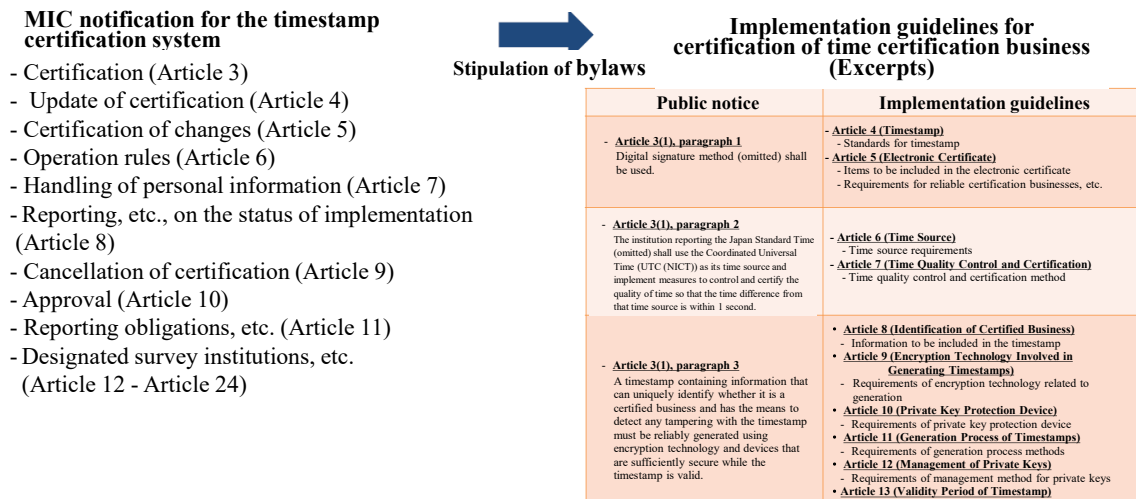 MIC notification for the timestamp
certification system
- Certification (Article 3)
- Update of certification (Article 4)
- Certification of changes (Article 5)
- Operation rules (Article 6)
- Handling of personal information (Article 7)
- Reporting, etc., on the status of implementation
(Article 8)
- Cancellation of certification (Article 9)
- Approval (Article 10)
- Reporting obligations, etc. (Article 11)
- Designated survey institutions, etc.
(Article 12 - Article 24)
Stipulation of bylaws
Implementation guidelines for
certification of time certification business
(Excerpts)
Public notice
Implementation guidelines
- Article 3(1), paragraph 1
Digital signature method (omitted) shall
be used.
- Article 4 (Timestamp)
- Standards for timestamp
- Article 5 (Electronic Certificate)
- Items to be included in the electronic certificate
- Requirements for reliable certification businesses, etc.
- Article 3(1), paragraph 2
The institution reporting the Japan Standard Time
(omitted) shall use the Coordinated Universal
Time (UTC (NICT)) as its time source and
implement measures to control and certify the
quality of time so that the time difference from
that time source is within 1 second.
- Article 6 (Time Source)
- Time source requirements
- Article 7 (Time Quality Control and Certification)
- Time quality control and certification method
- Article 3(1), paragraph 3
A timestamp containing information that
can uniquely identify whether it is a
certified business and has the means to
detect any tampering with the timestamp
must be reliably generated using
encryption technology and devices that
are sufficiently secure while the
timestamp is valid.
• Article 8 (Identification of Certified Business)
- Information to be included in the timestamp
• Article 9 (Encryption Technology Involved in
Generating Timestamps)
- Requirements of encryption technology related to
generation
• Article 10 (Private Key Protection Device)
- Requirements of private key protection device
• Article 11 (Generation Process of Timestamps)
- Requirements of generation process methods
• Article 12 (Management of Private Keys)
- Requirements of management method for private keys
• Article 13 (Validity Period of Timestamp)